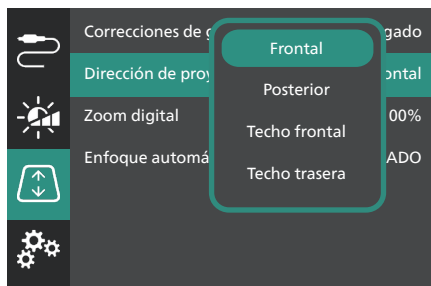 Correcciones de gado
Dirección de proy ontal
Zoom digital 00%
Enfoque automá ADO
Frontal
Posterior
Techo frontal
Techo trasera